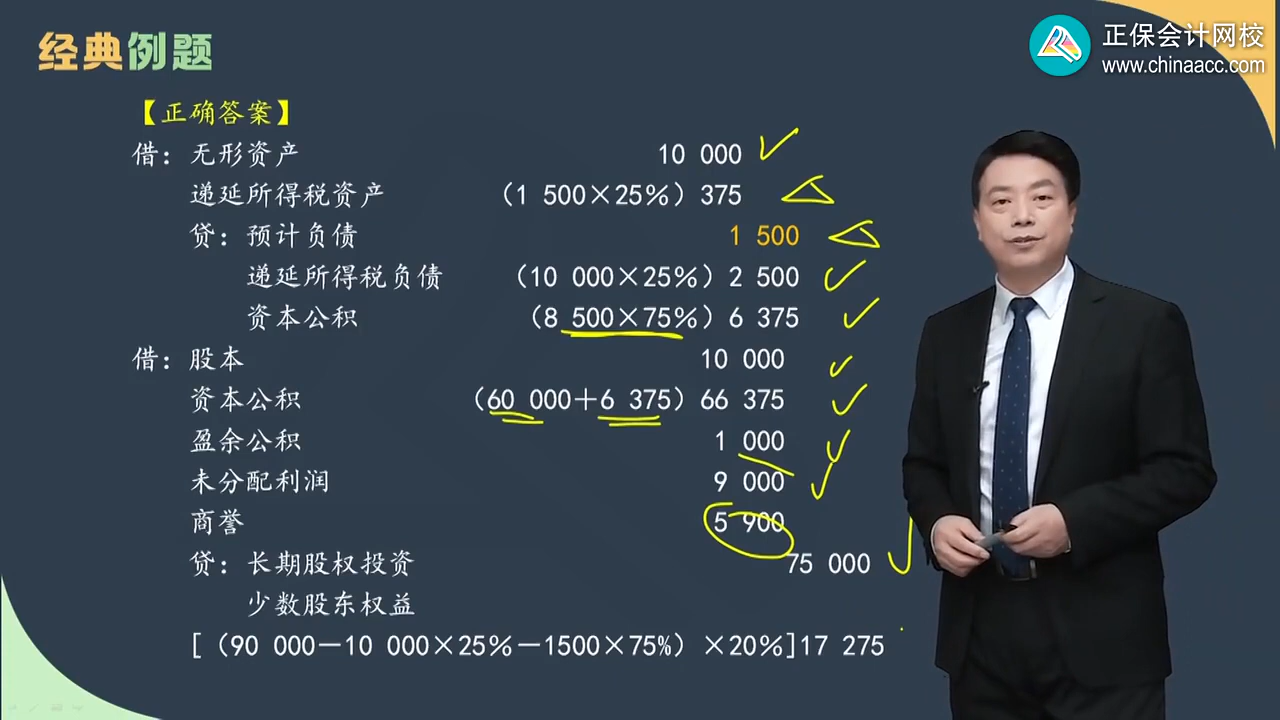 经典例题
正保会计网校
www.chinaacc.com
【正确答案】
借：无形资产 10 000
递延所得税资产 （1 500×25%）375
贷：预计负债 1 500
递延所得税负债 （10 000×25%）2 500
资本公积 （8 500×75%）6 375
借：股本 10 000
资本公积 （60 000＋6 375）66 375
盈余公积 1 000
未分配利润 9 000
商誉 5 900
贷：长期股权投资 75 000
少数股东权益
[（90 000－10 000×25%－1500×75%）×20%]17 275